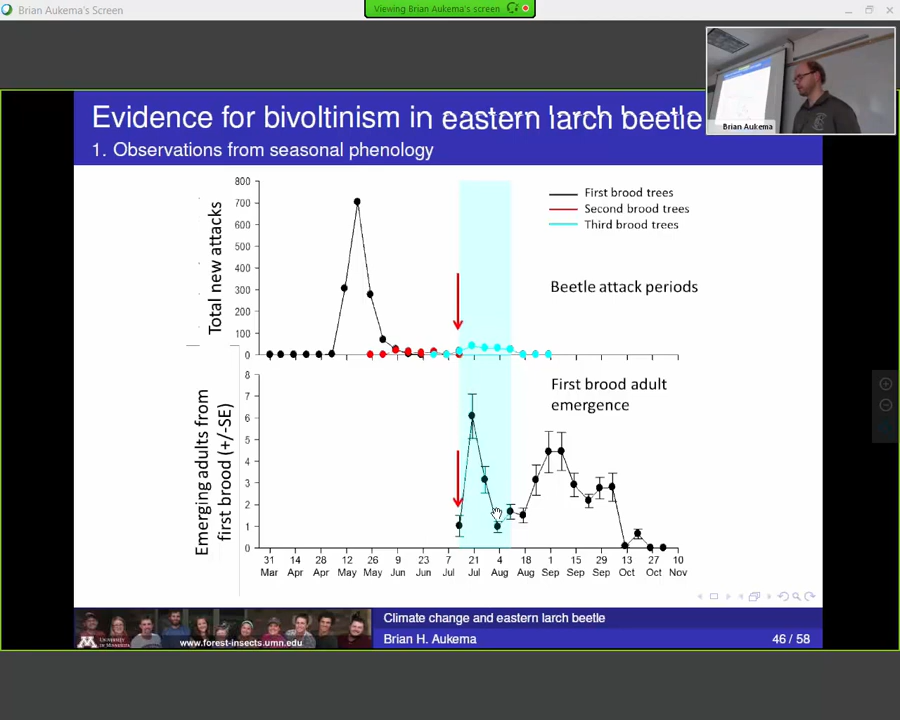 Brian Aukema's Screen
Viewing Brian Aukema's screen
Brian Aukema
Evidence for bivoltinism in eastern larch beetle
1. Observations from seasonal phenology
Total new attacks
800
700
600
500
400
300
200
100
0
First brood trees
Second brood trees
Third brood trees
Beetle attack periods
Emerging adults from
first brood (+/-SE)
8
7
6
5
4
3
2
1
0
First brood adult
emergence
31 14 28 12 26 9 23 7 21 4 18 1 15 29 13 27 10
Mar Apr Apr May May Jun Jun Jul Jul Aug Aug Sep Sep Sep Oct Oct Nov
M
UNIVERSITY
OF MINNESOTA
www.forest-insects.umn.edu
Climate change and eastern larch beetle
Brian H. Aukema
46 / 58